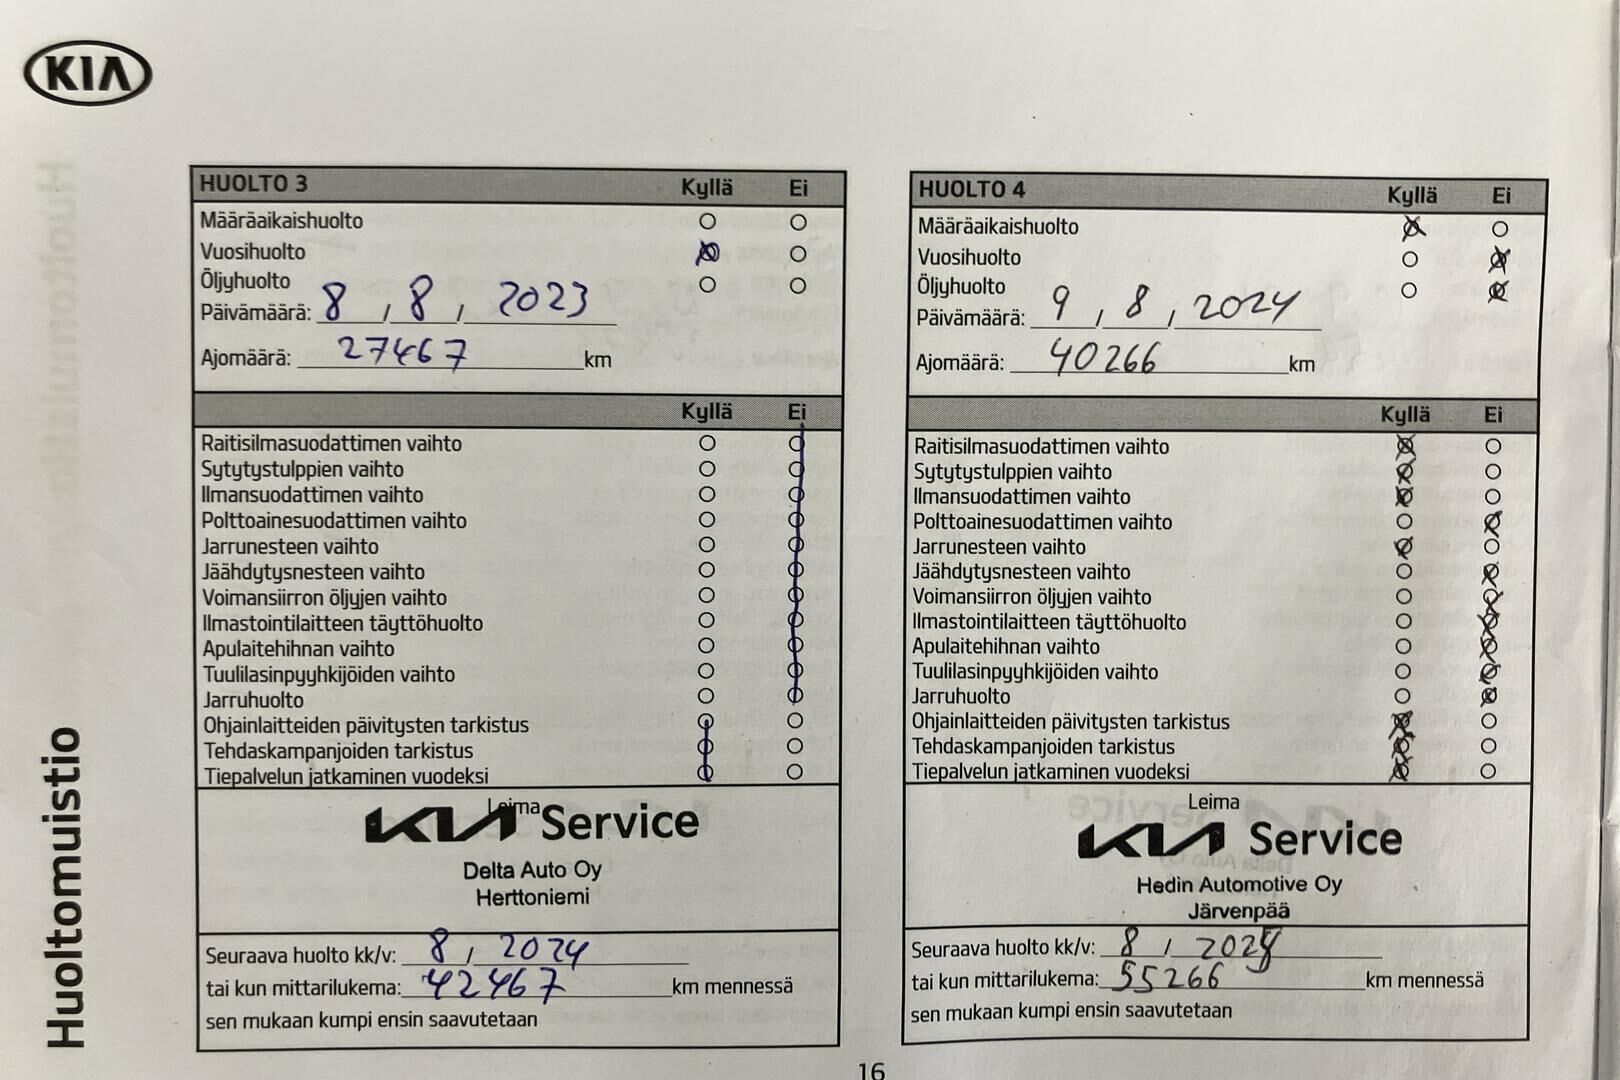 KIA
Huoltomuistio
HUOLTO 3 Kyllä Ei
Määräaikaishuolto
Vuosihuolto
Öljyhuolto
Päivämäärä: 8 / 8 / 2023
Ajomäärä: 27467 km
Kyllä Ei
Raitisilmasuodattimen vaihto
Sytytystulppien vaihto
Ilmansuodattimen vaihto
Polttoainesuodattimen vaihto
Jarrunesteen vaihto
Jäähdytysnesteen vaihto
Voimansiirron öljyjen vaihto
Ilmastointilaitteen täyttöhuolto
Apulaitehihnan vaihto
Tuulilasinpyyhkijöiden vaihto
Jarruhuolto
Ohjainlaitteiden päivitysten tarkistus
Tehdaskampanjoiden tarkistus
Tiepalvelun jatkaminen vuodeksi
Leima
KIA Service
Delta Auto Oy
Herttoniemi
Seuraava huolto kk/v: 8 / 2024
tai kun mittarilukema: 42467 km mennessä
sen mukaan kumpi ensin saavutetaan
HUOLTO 4 Kyllä Ei
Määräaikaishuolto
Vuosihuolto
Öljyhuolto
Päivämäärä: 9 / 8 / 2024
Ajomäärä: 40266 km
Kyllä Ei
Raitisilmasuodattimen vaihto
Sytytystulppien vaihto
Ilmansuodattimen vaihto
Polttoainesuodattimen vaihto
Jarrunesteen vaihto
Jäähdytysnesteen vaihto
Voimansiirron öljyjen vaihto
Ilmastointilaitteen täyttöhuolto
Apulaitehihnan vaihto
Tuulilasinpyyhkijöiden vaihto
Jarruhuolto
Ohjainlaitteiden päivitysten tarkistus
Tehdaskampanjoiden tarkistus
Tiepalvelun jatkaminen vuodeksi
Leima
KIA Service
Hedin Automotive Oy
Järvenpää
Seuraava huolto kk/v: 8 / 2025
tai kun mittarilukema: 55266 km mennessä
sen mukaan kumpi ensin saavutetaan
16